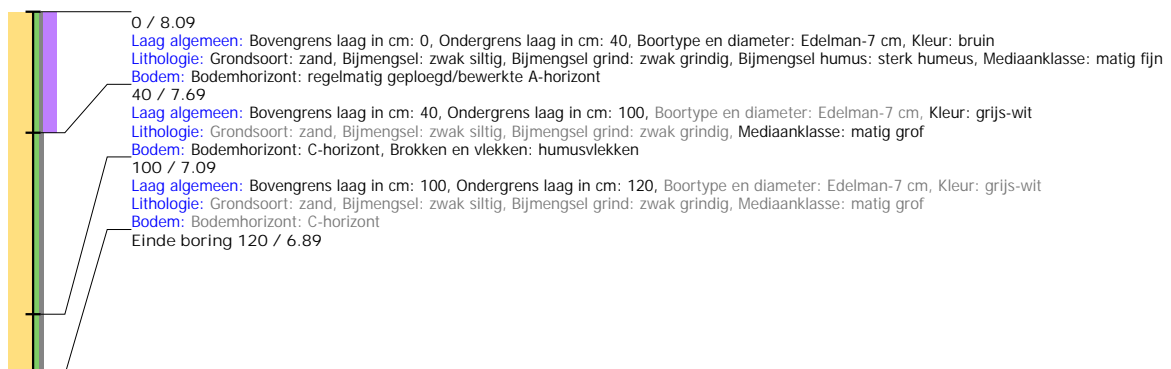 0 / 8.09
Laag algemeen: Bovengrens laag in cm: 0, Ondergrens laag in cm: 40, Boortype en diameter: Edelman-7 cm, Kleur: bruin
Lithologie: Grondsoort: zand, Bijmengsel: zwak siltig, Bijmengsel grind: zwak grindig, Bijmengsel humus: sterk humeus, Mediaanklasse: matig fijn
Bodem: Bodemhorizont: regelmatig geploegd/bewerkte A-horizont
40 / 7.69
Laag algemeen: Bovengrens laag in cm: 40, Ondergrens laag in cm: 100, Boortype en diameter: Edelman-7 cm, Kleur: grijs-wit
Lithologie: Grondsoort: zand, Bijmengsel: zwak siltig, Bijmengsel grind: zwak grindig, Mediaanklasse: matig grof
Bodem: Bodemhorizont: C-horizont, Brokken en vlekken: humusvlekken
100 / 7.09
Laag algemeen: Bovengrens laag in cm: 100, Ondergrens laag in cm: 120, Boortype en diameter: Edelman-7 cm, Kleur: grijs-wit
Lithologie: Grondsoort: zand, Bijmengsel: zwak siltig, Bijmengsel grind: zwak grindig, Mediaanklasse: matig grof
Bodem: Bodemhorizont: C-horizont
Einde boring 120 / 6.89